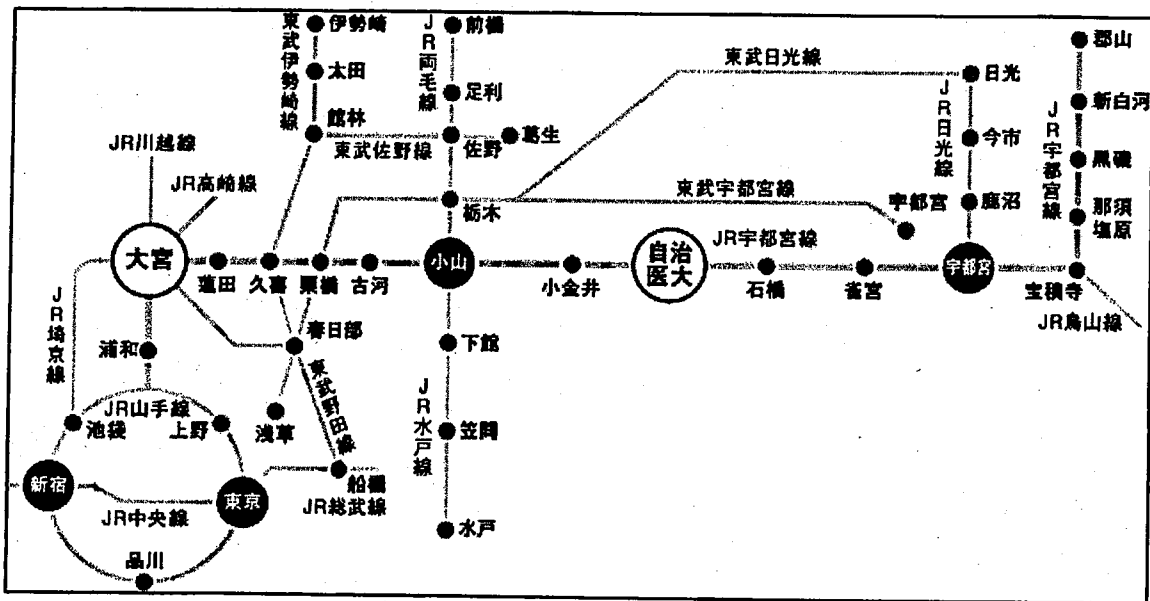 伊勢崎
東武伊勢崎線
太田
館林
前橋
JR両毛線
足利
佐野
葛生
東武佐野線
東武日光線
日光
JR日光線
今市
鹿沼
郡山
新白河
JR宇都宮線
黒磯
那須
塩原
JR川越線
JR高崎線
栃木
東武宇都宮線
宇都宮
大宮
蓮田
久喜
栗橋
古河
小山
小金井
自治
医大
JR宇都宮線
石橋
雀宮
宇都宮
宝積寺
JR烏山線
JR埼京線
浦和
春日部
下館
JR山手線
池袋
上野
浅草
東武野田線
JR水戸線
笠間
新宿
東京
船橋
JR総武線
JR中央線
水戸
品川